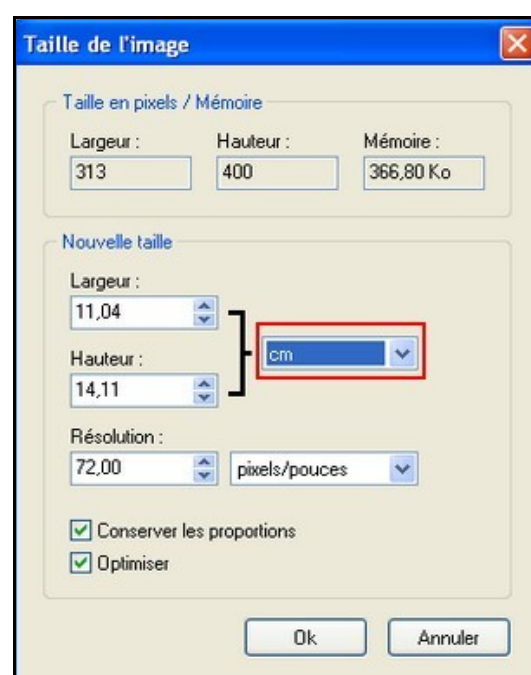 Taille de l'image
Taille en pixels / Mémoire
Largeur : Hauteur : Mémoire :
313 400 366,80 Ko
Nouvelle taille
Largeur :
11,04
cm
Hauteur :
14,11
Résolution :
72,00 pixels/pouces
Conserver les proportions
Optimiser
Ok Annuler